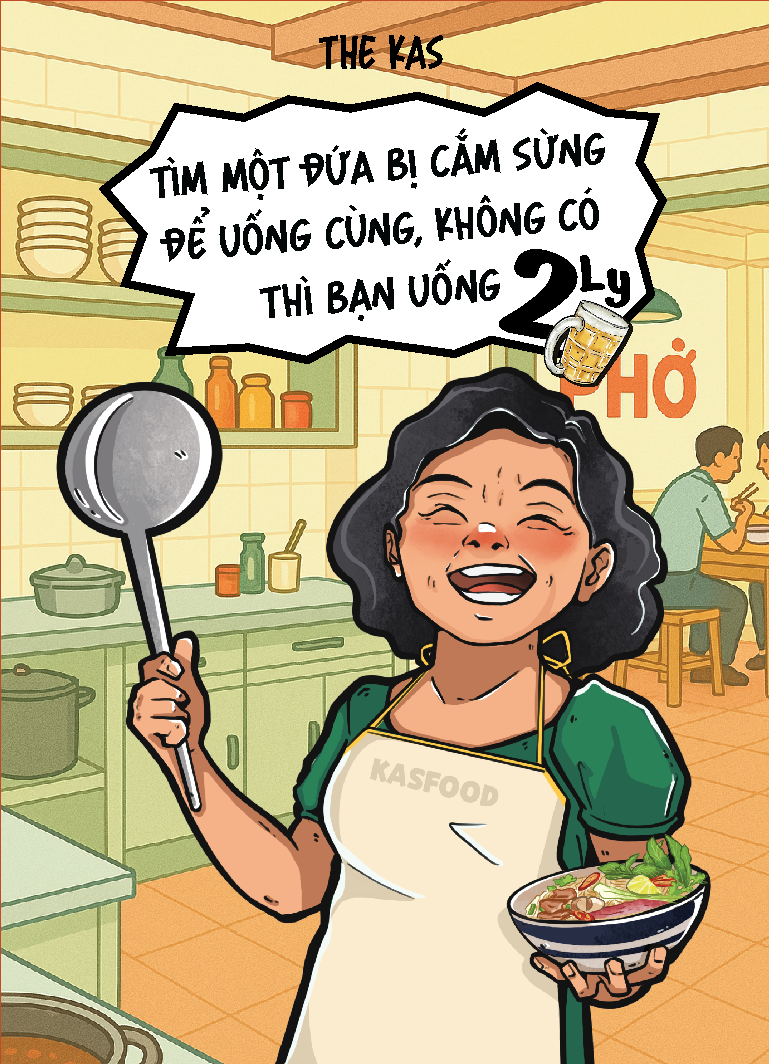 THE KAS
TÌM MỘT ĐỨA BỊ CẮM SỪNG
ĐỂ UỐNG CÙNG, KHÔNG CÓ
THÌ BẠN UỐNG 2 Ly
PHỞ
KASFOOD